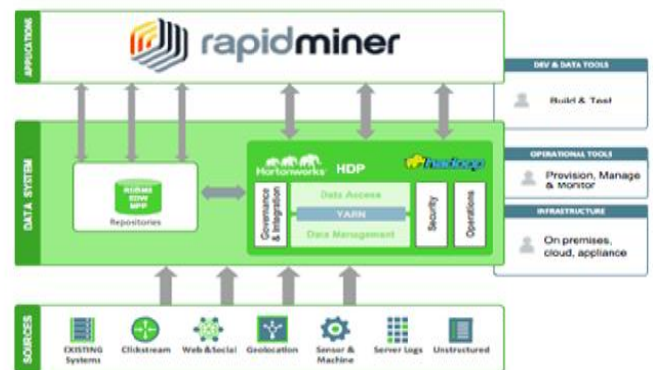 APPLICATIONS
rapidminer
DEV & DATA TOOLS
Build & Test
DATA SYSTEM
RDBMS
EDW
MPP
Repositories
Hortonworks HDP
hadoop
Governance
& Integration
Data Access
YARN
Data Management
Security
Operations
OPERATIONAL TOOLS
Provision, Manage
& Monitor
INFRASTRUCTURE
On premises,
cloud, appliance
SOURCES
EXISTING
Systems
Clickstream
Web & Social
Geolocation
Sensor &
Machine
Server Logs
Unstructured